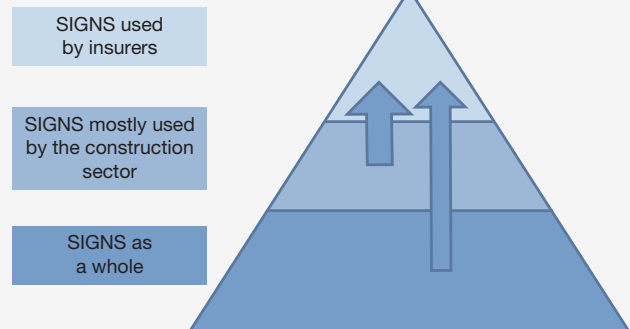 SIGNS used
by insurers
SIGNS mostly used
by the construction
sector
SIGNS as
a whole